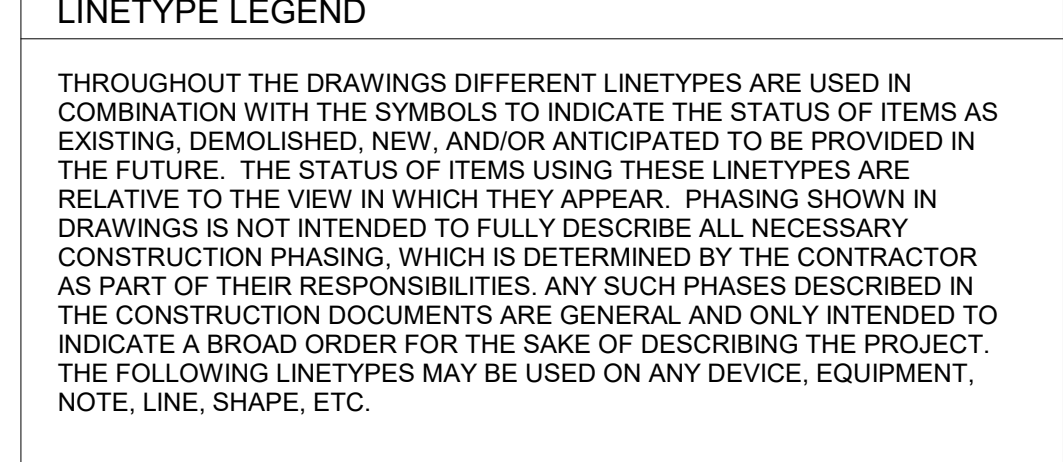 LINETYPE LEGEND
THROUGHOUT THE DRAWINGS DIFFERENT LINETYPES ARE USED IN
COMBINATION WITH THE SYMBOLS TO INDICATE THE STATUS OF ITEMS AS
EXISTING, DEMOLISHED, NEW, AND/OR ANTICIPATED TO BE PROVIDED IN
THE FUTURE.  THE STATUS OF ITEMS USING THESE LINETYPES ARE
RELATIVE TO THE VIEW IN WHICH THEY APPEAR.  PHASING SHOWN IN
DRAWINGS IS NOT INTENDED TO FULLY DESCRIBE ALL NECESSARY
CONSTRUCTION PHASING, WHICH IS DETERMINED BY THE CONTRACTOR
AS PART OF THEIR RESPONSIBILITIES. ANY SUCH PHASES DESCRIBED IN
THE CONSTRUCTION DOCUMENTS ARE GENERAL AND ONLY INTENDED TO
INDICATE A BROAD ORDER FOR THE SAKE OF DESCRIBING THE PROJECT.
THE FOLLOWING LINETYPES MAY BE USED ON ANY DEVICE, EQUIPMENT,
NOTE, LINE, SHAPE, ETC.